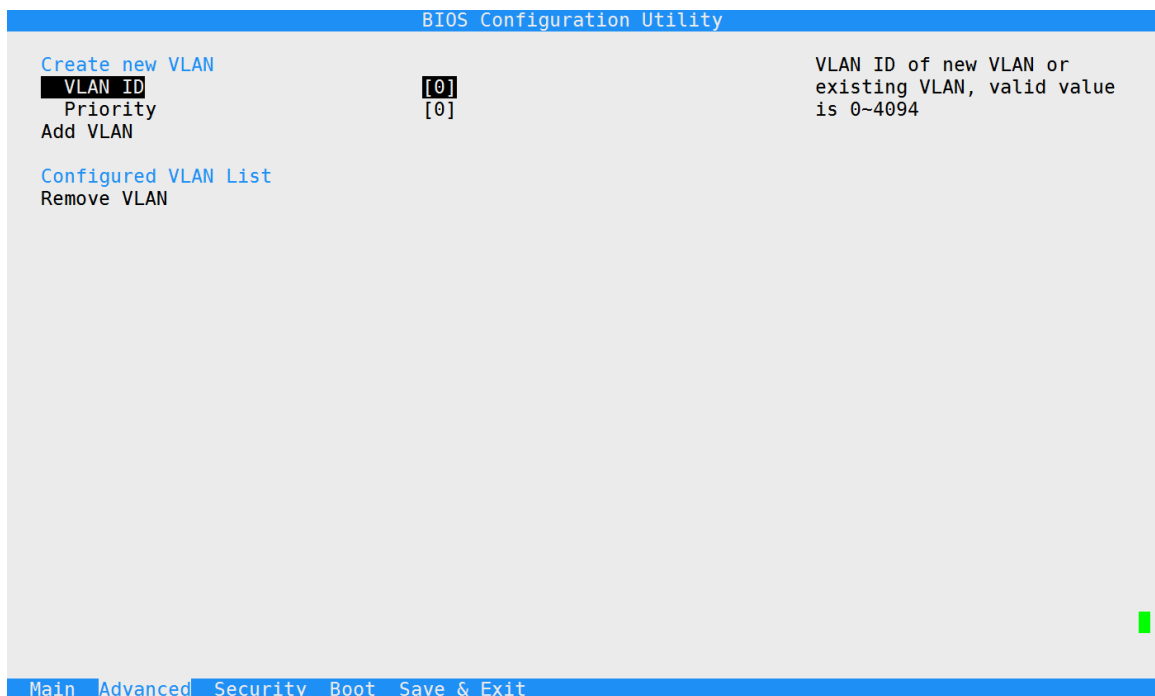 BIOS Configuration Utility
Create new VLAN
VLAN ID [0]
Priority [0]
Add VLAN
Configured VLAN List
Remove VLAN
VLAN ID of new VLAN or
existing VLAN, valid value
is 0~4094
Main Advanced Security Boot Save & Exit